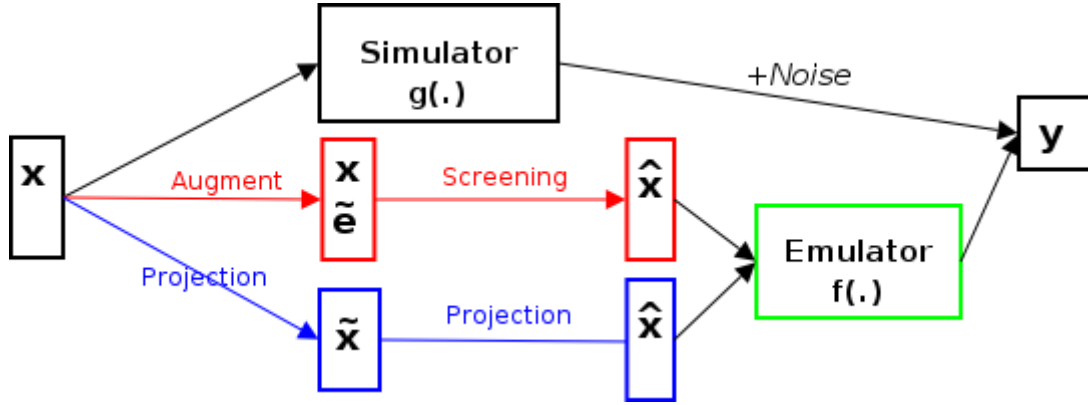 Simulator
g(.)
+Noise
y
x
Augment
x
ẽ
Screening
x̂
Emulator
f(.)
Projection
x̃
Projection
x̂